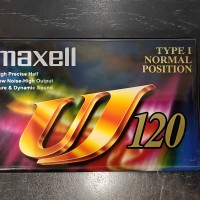 maxell
TYPE I
NORMAL
POSITION
High Precise Half
Low Noise-High Output
Pure & Dynamic Sound
UJ 120